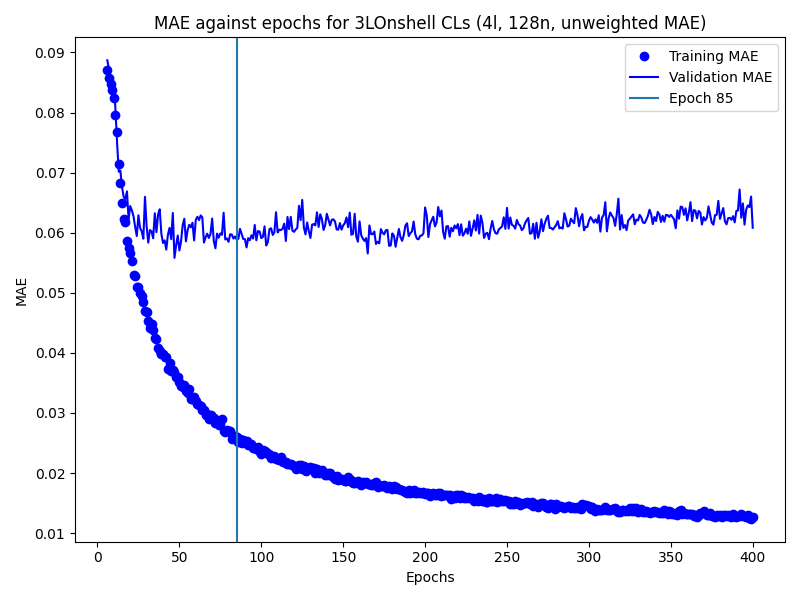 MAE against epochs for 3LOnshell CLs (4l, 128n, unweighted MAE)
Training MAE
Validation MAE
Epoch 85
0.09
0.08
0.07
0.06
0.05
0.04
0.03
0.02
0.01
MAE
0 50 100 150 200 250 300 350 400
Epochs